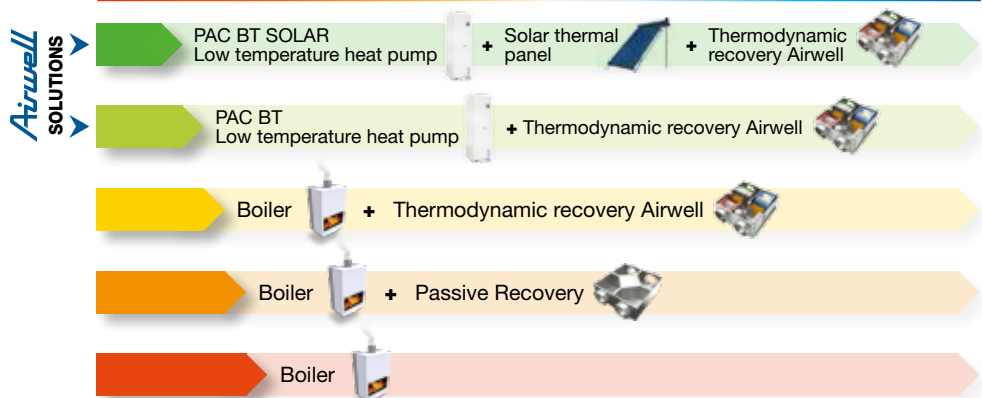 Airwell
SOLUTIONS
PAC BT SOLAR
Low temperature heat pump
+
Solar thermal
panel
+
Thermodynamic
recovery Airwell
PAC BT
Low temperature heat pump
+ Thermodynamic recovery Airwell
Boiler + Thermodynamic recovery Airwell
Boiler + Passive Recovery
Boiler